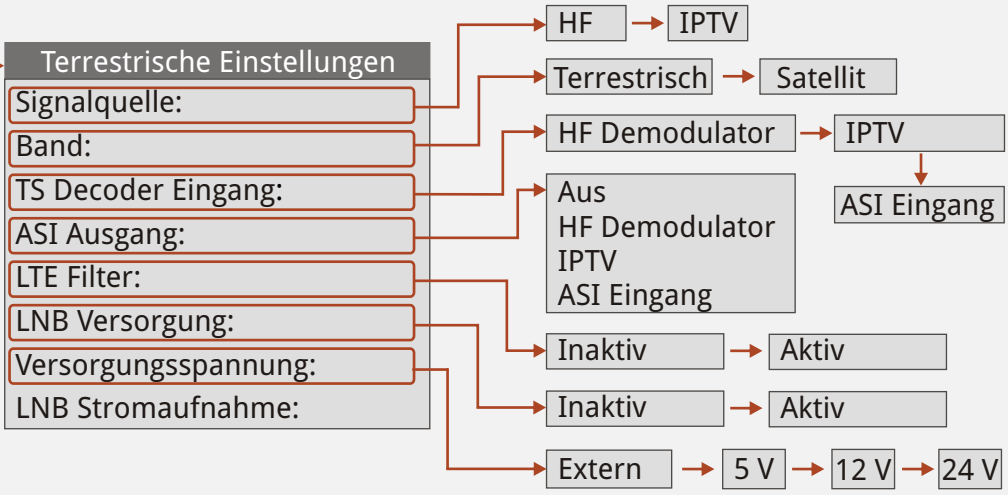 Terrestrische Einstellungen
Signalquelle:
Band:
TS Decoder Eingang:
ASI Ausgang:
LTE Filter:
LNB Versorgung:
Versorgungsspannung:
LNB Stromaufnahme:
HF
IPTV
Terrestrisch
Satellit
HF Demodulator
IPTV
ASI Eingang
Aus
HF Demodulator
IPTV
ASI Eingang
Inaktiv
Aktiv
Inaktiv
Aktiv
Extern
5 V
12 V
24 V